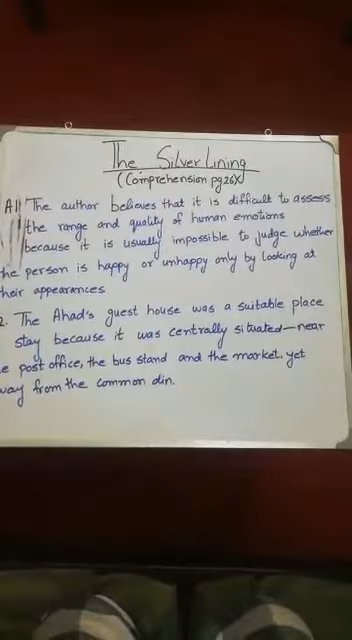 The Silver Lining
(Comprehension pg 26)
A1) The author believes that it is difficult to assess
the range and quality of human emotions
because it is usually impossible to judge whether
the person is happy or unhappy only by looking at
their appearances
2. The Ahad's guest house was a suitable place
stay because it was centrally situated—near
e post office, the bus stand and the market, yet
way from the common din.